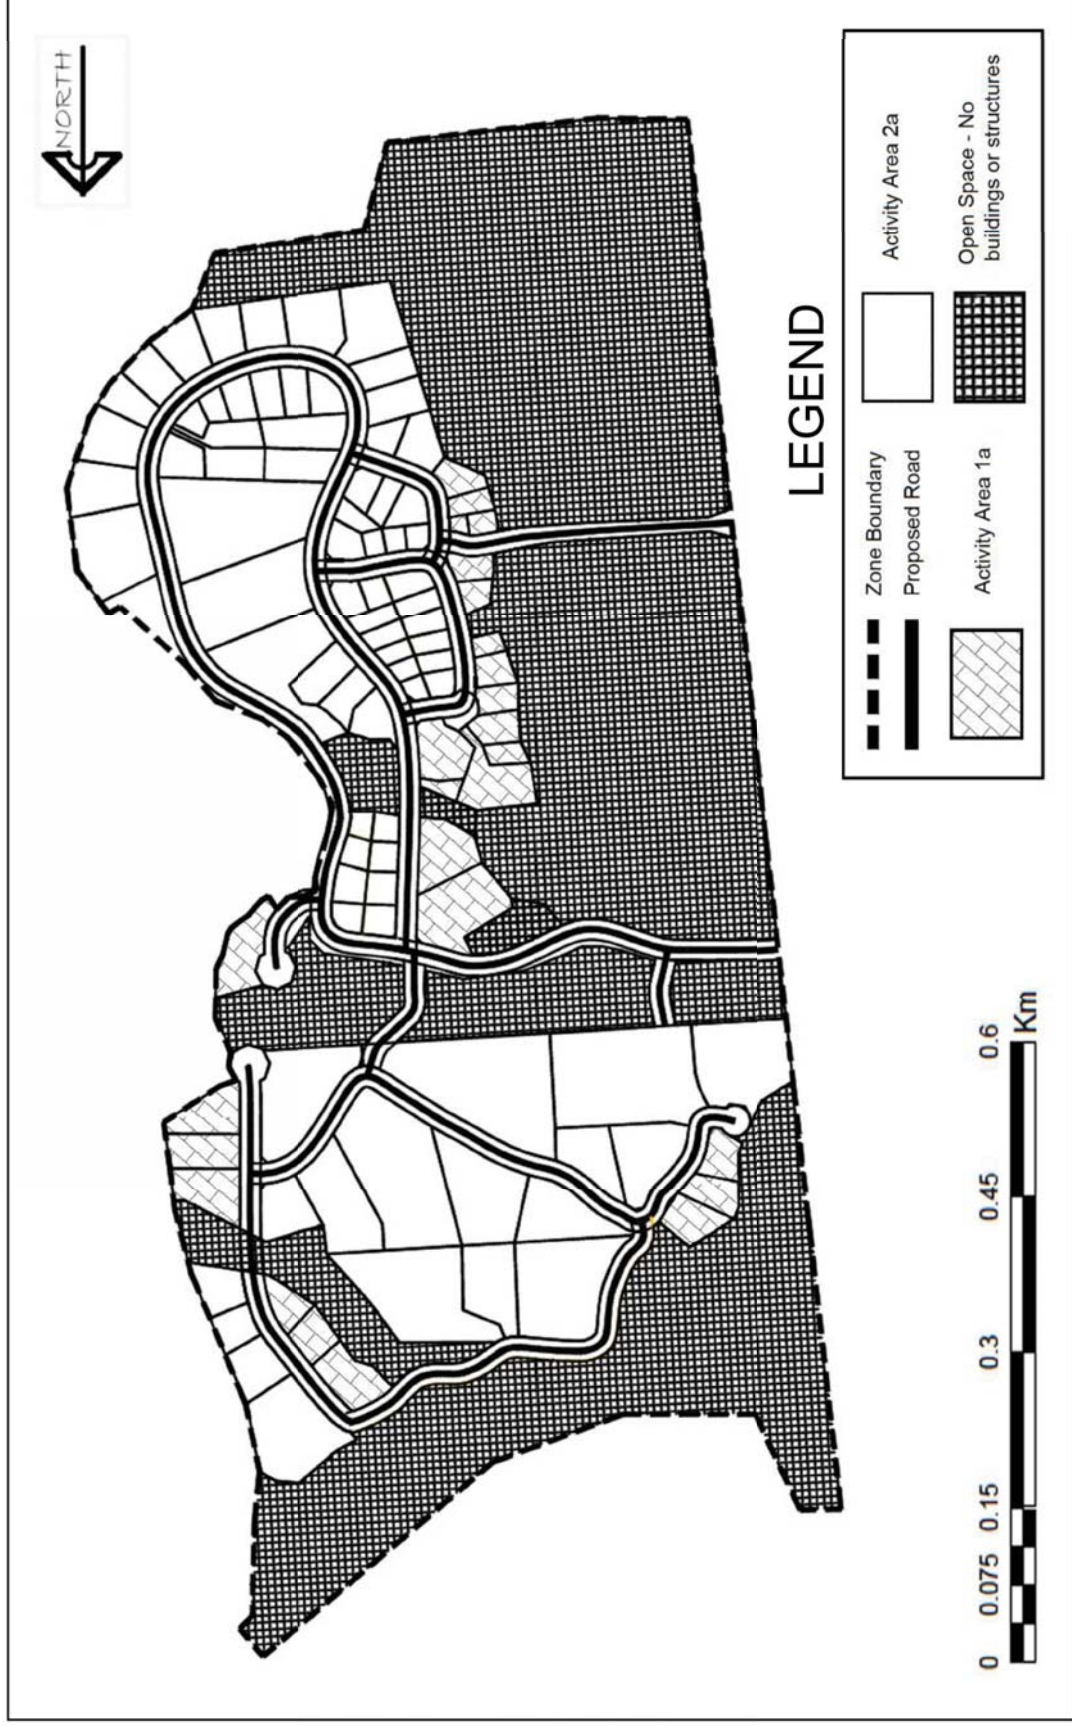 NORTH
LEGEND
Zone Boundary
Proposed Road
Activity Area 1a
Activity Area 2a
Open Space - No
buildings or structures
0 0.075 0.15 0.3 0.45 0.6
Km